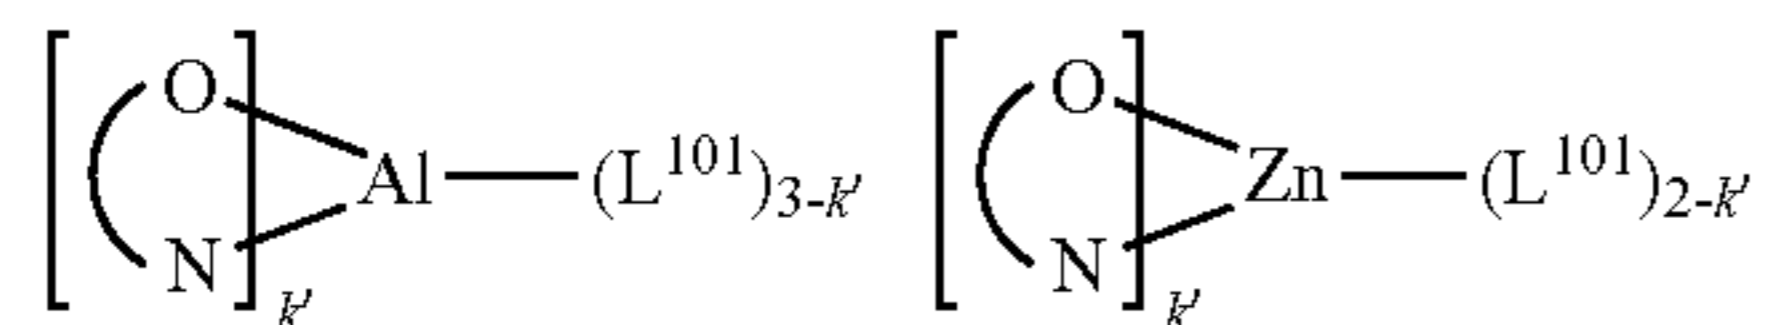 O O
Al (L101)3-k′ Zn (L101)2-k′
N N
k′ k′